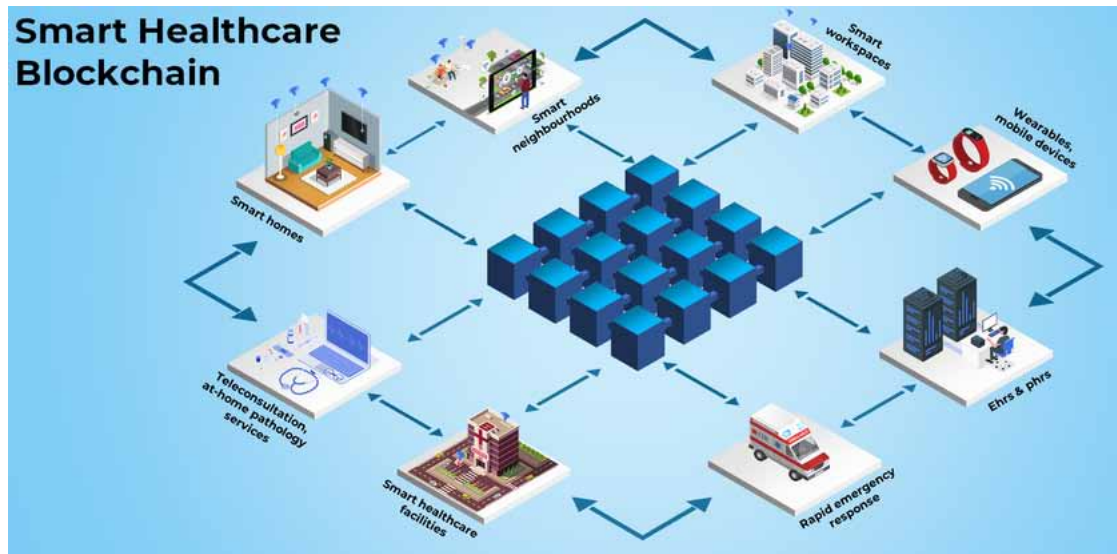 Smart Healthcare
Blockchain
Smart
neighbourhoods
Smart
workspaces
Wearables,
mobile devices
Smart homes
Ehrs & phrs
Teleconsultation,
at-home pathology
services
Smart healthcare
facilities
Rapid emergency
response